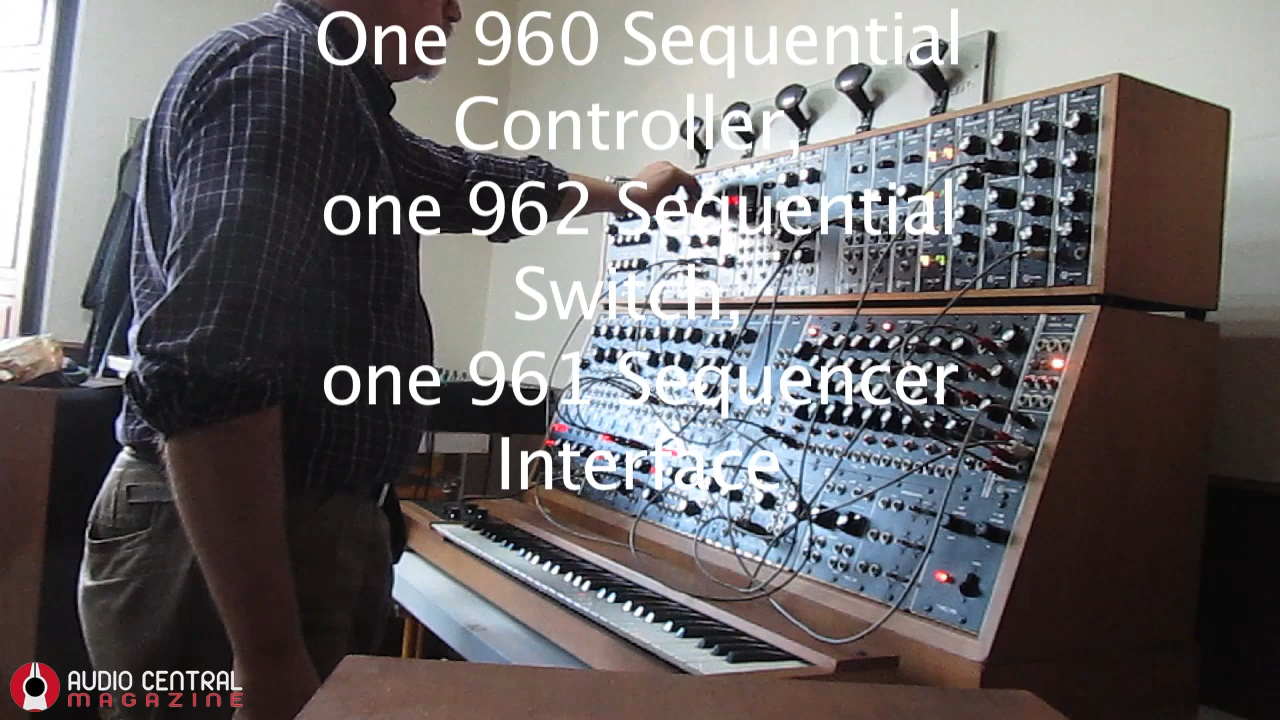 One 960 Sequential
Controller,
one 962 Sequential
Switch,
one 961 Sequencer
Interface
AUDIO CENTRAL
MAGAZINE